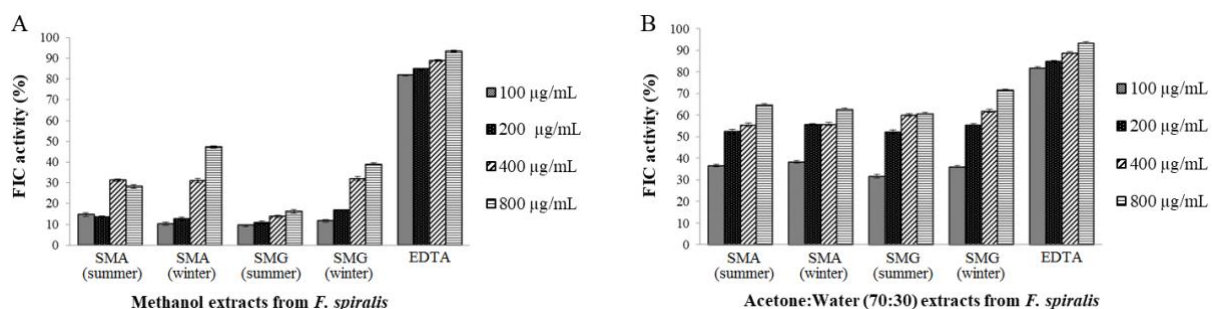 A
FIC activity (%)
100
90
80
70
60
50
40
30
20
10
0
SMA (summer)
SMA (winter)
SMG (summer)
SMG (winter)
EDTA
Methanol extracts from F. spiralis
100 µg/mL
200 µg/mL
400 µg/mL
800 µg/mL
B
FIC activity (%)
100
90
80
70
60
50
40
30
20
10
0
SMA (summer)
SMA (winter)
SMG (summer)
SMG (winter)
EDTA
Acetone:Water (70:30) extracts from F. spiralis
100 µg/mL
200 µg/mL
400 µg/mL
800 µg/mL